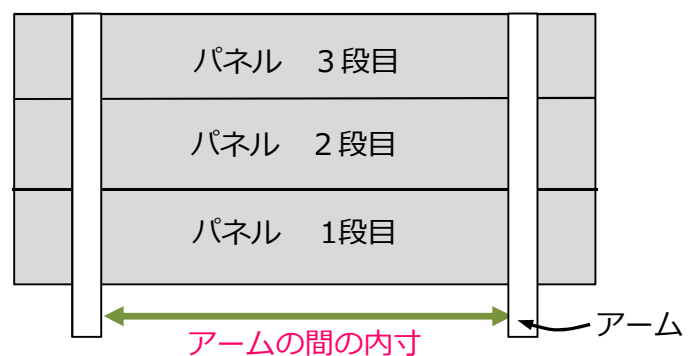 パネル　３段目
パネル　２段目
パネル　1段目
アーム
アームの間の内寸